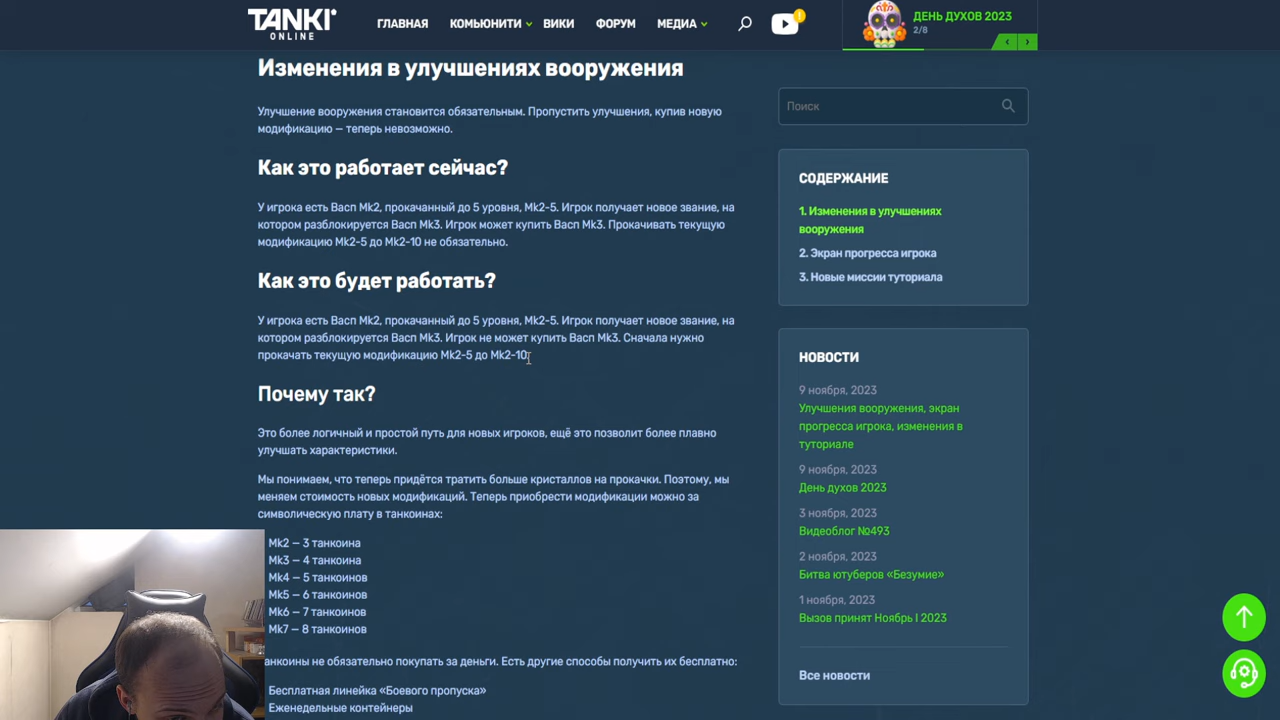 TANKI
ONLINE
ГЛАВНАЯ
КОМЬЮНИТИ
ВИКИ
ФОРУМ
МЕДИА
1
ДЕНЬ ДУХОВ 2023
2/8
Изменения в улучшениях вооружения
Улучшение вооружения становится обязательным. Пропустить улучшения, купив новую
модификацию — теперь невозможно.
Как это работает сейчас?
У игрока есть Васп Mk2, прокачанный до 5 уровня, Mk2-5. Игрок получает новое звание, на
котором разблокируется Васп Mk3. Игрок может купить Васп Mk3. Прокачивать текущую
модификацию Mk2-5 до Mk2-10 не обязательно.
Как это будет работать?
У игрока есть Васп Mk2, прокачанный до 5 уровня, Mk2-5. Игрок получает новое звание, на
котором разблокируется Васп Mk3. Игрок не может купить Васп Mk3. Сначала нужно
прокачать текущую модификацию Mk2-5 до Mk2-10.
Почему так?
Это более логичный и простой путь для новых игроков, ещё это позволит более плавно
улучшать характеристики.
Мы понимаем, что теперь придётся тратить больше кристаллов на прокачки. Поэтому, мы
меняем стоимость новых модификаций. Теперь приобрести модификации можно за
символическую плату в танкоинах:
Mk2 — 3 танкоина
Mk3 — 4 танкоина
Mk4 — 5 танкоинов
Mk5 — 6 танкоинов
Mk6 — 7 танкоинов
Mk7 — 8 танкоинов
анкоины не обязательно покупать за деньги. Есть другие способы получить их бесплатно:
Бесплатная линейка «Боевого пропуска»
Еженедельные контейнеры
Поиск
СОДЕРЖАНИЕ
1. Изменения в улучшениях
вооружения
2. Экран прогресса игрока
3. Новые миссии туториала
НОВОСТИ
9 ноября, 2023
Улучшения вооружения, экран
прогресса игрока, изменения в
туториале
9 ноября, 2023
День духов 2023
3 ноября, 2023
Видеоблог №493
2 ноября, 2023
Битва ютуберов «Безумие»
1 ноября, 2023
Вызов принят Ноябрь I 2023
Все новости